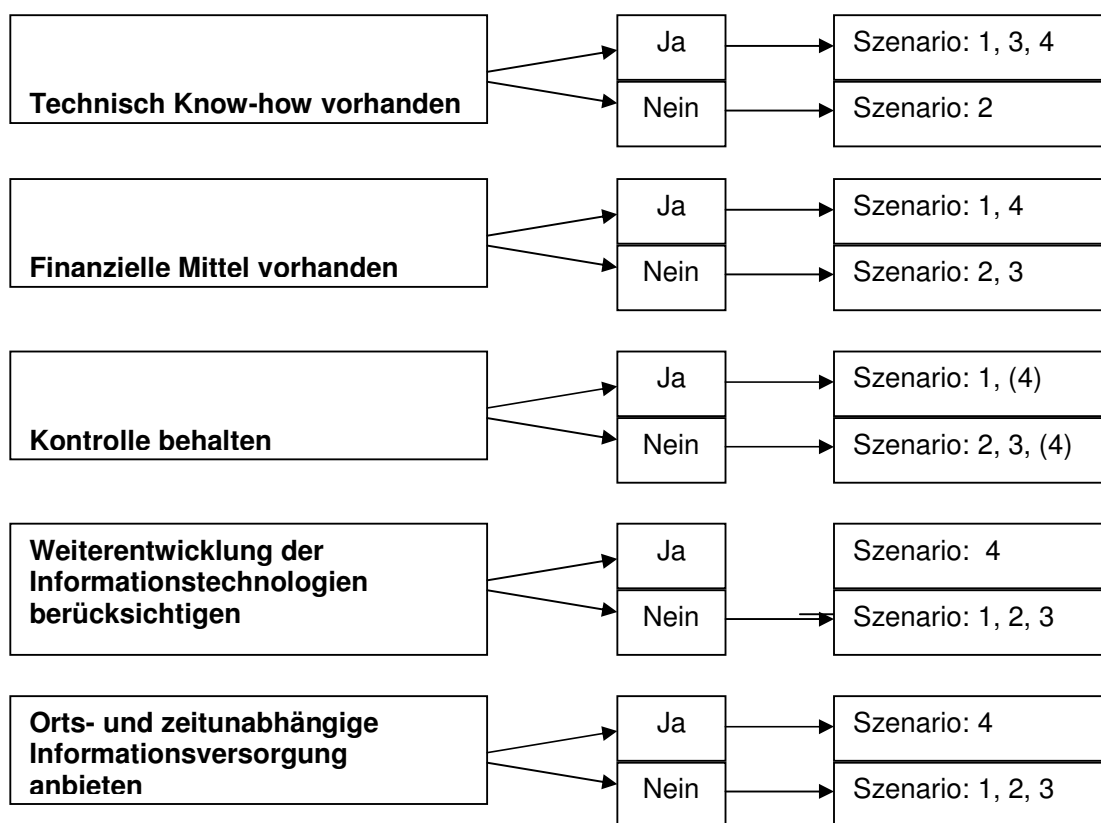 Ja
Szenario: 1, 3, 4
Technisch Know-how vorhanden
Nein
Szenario: 2
Ja
Szenario: 1, 4
Finanzielle Mittel vorhanden
Nein
Szenario: 2, 3
Ja
Szenario: 1, (4)
Kontrolle behalten
Nein
Szenario: 2, 3, (4)
Weiterentwicklung der
Informationstechnologien
berücksichtigen
Ja
Szenario:  4
Nein
Szenario: 1, 2, 3
Orts- und zeitunabhängige
Informationsversorgung
anbieten
Ja
Szenario: 4
Nein
Szenario: 1, 2, 3